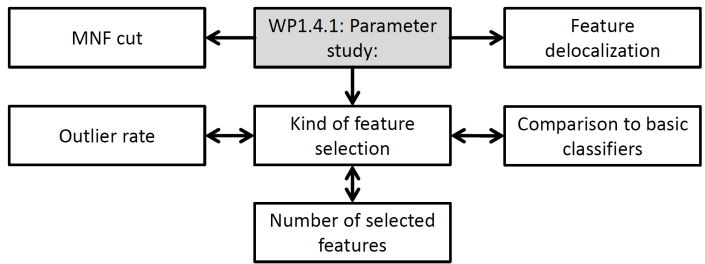 MNF cut
WP1.4.1: Parameter
study:
Feature
delocalization
Outlier rate
Kind of feature
selection
Comparison to basic
classifiers
Number of selected
features